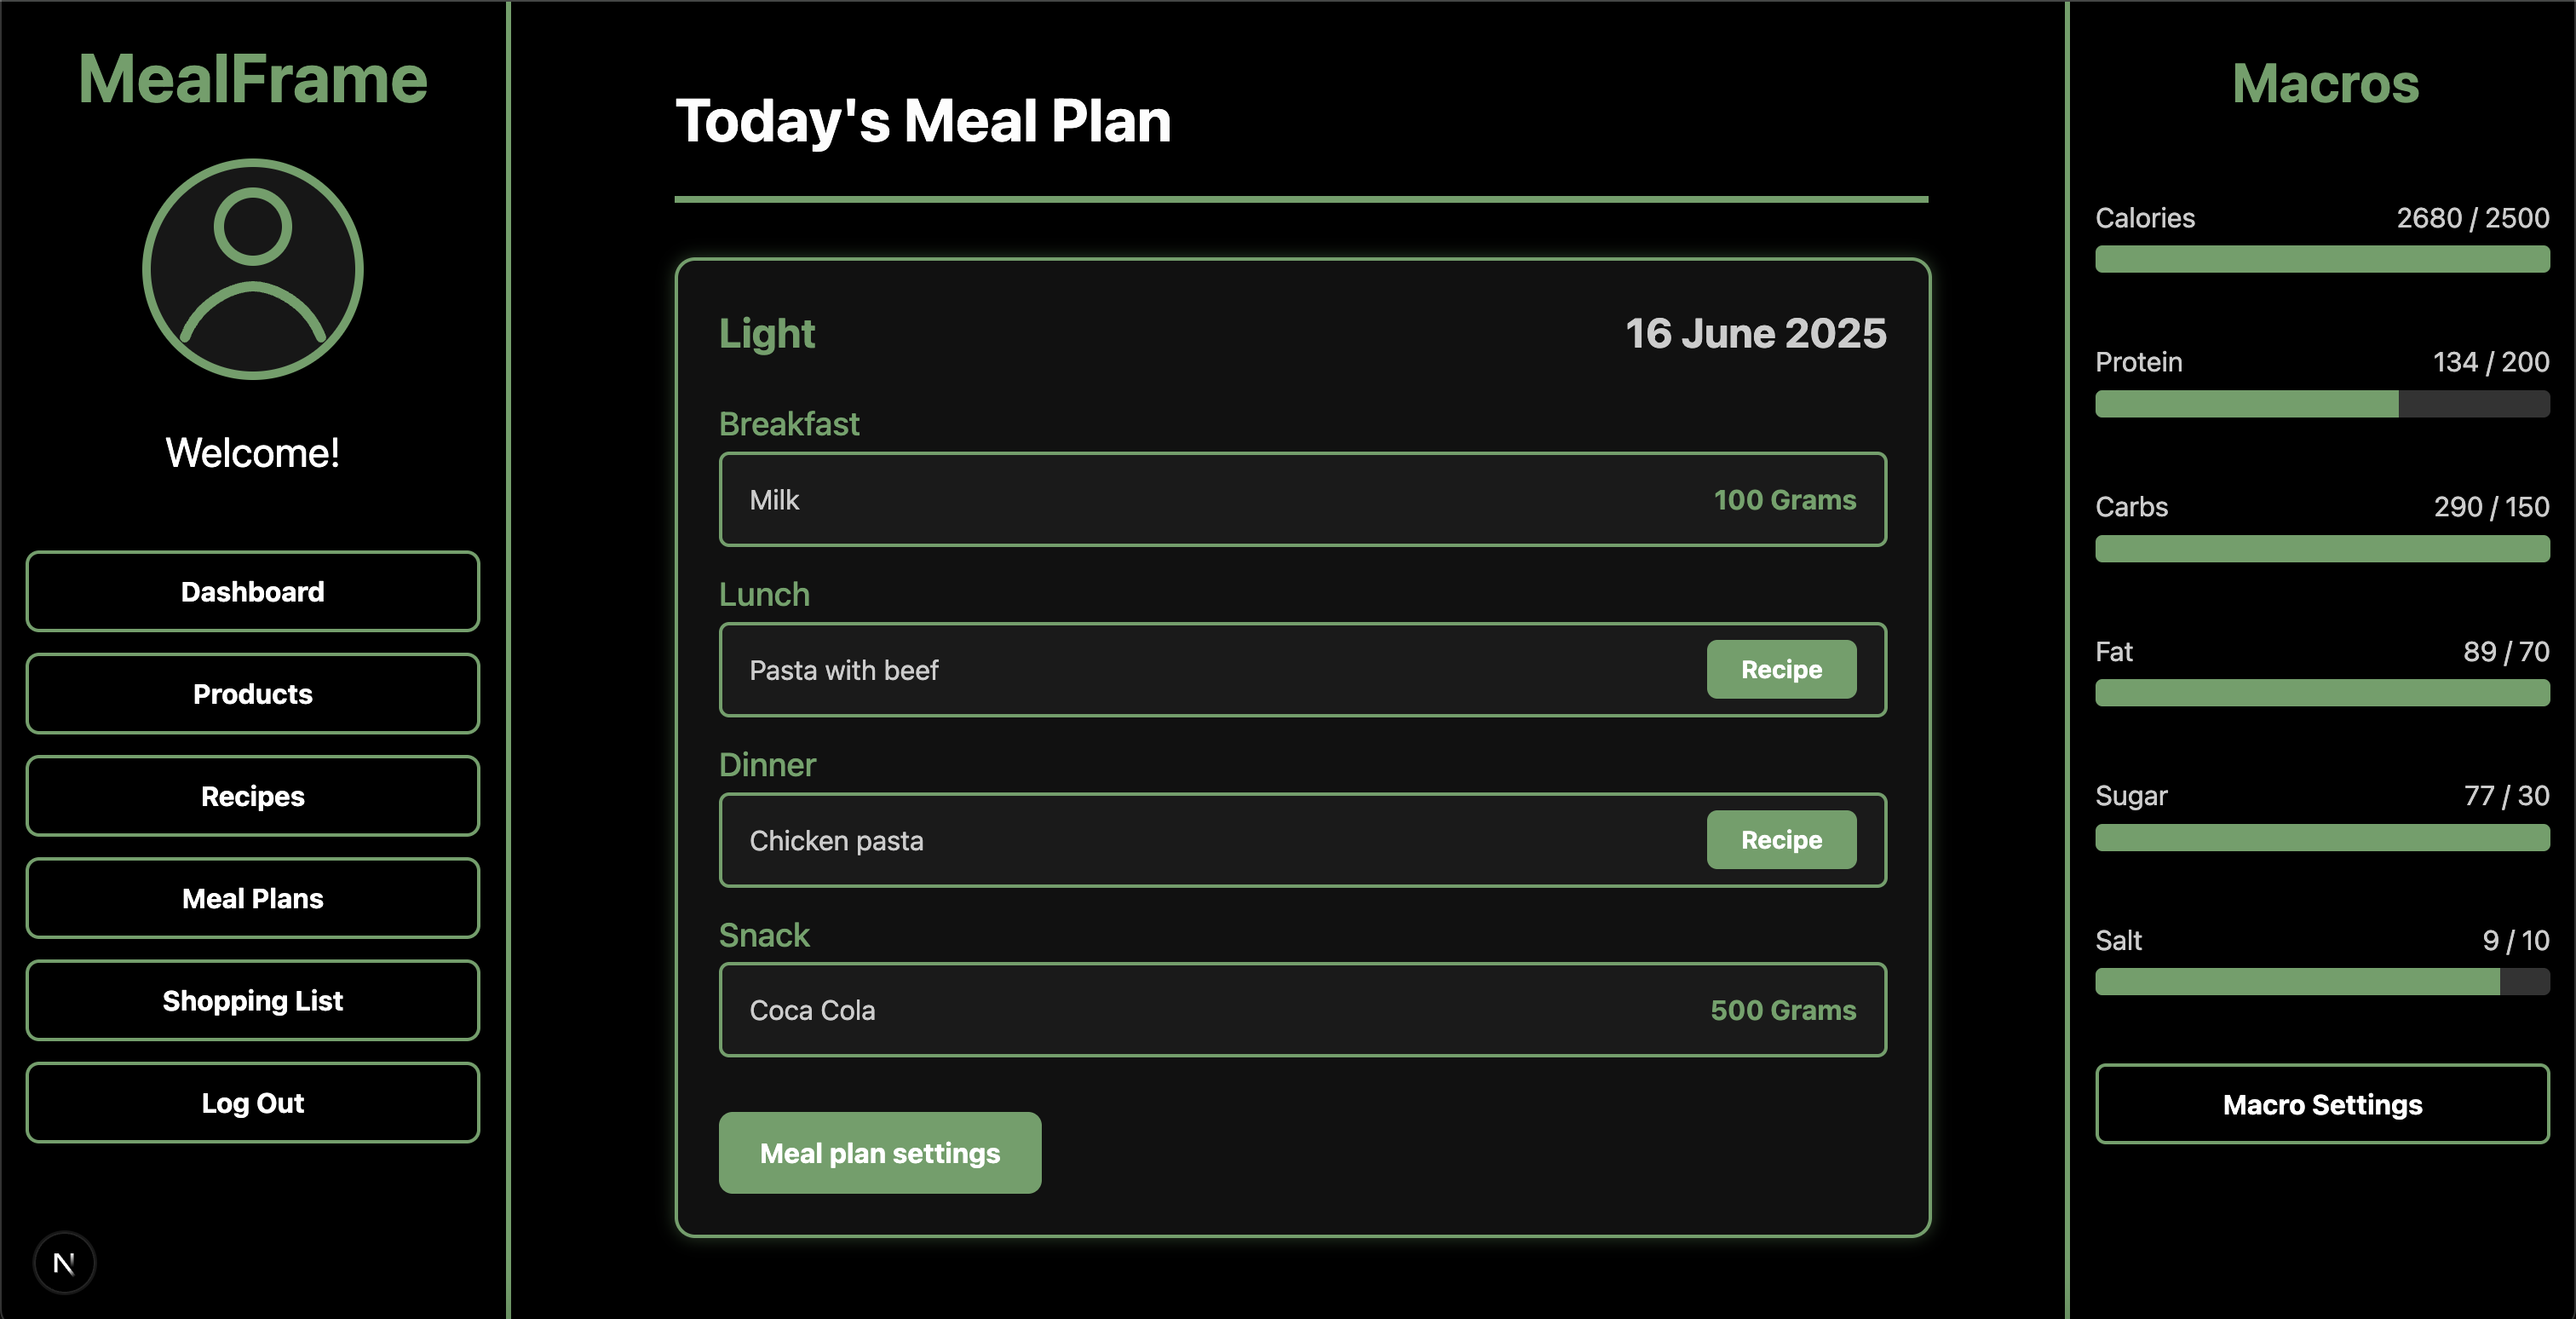 MealFrame
Welcome!
Dashboard
Products
Recipes
Meal Plans
Shopping List
Log Out
N
Today's Meal Plan
Light 16 June 2025
Breakfast
Milk 100 Grams
Lunch
Pasta with beef Recipe
Dinner
Chicken pasta Recipe
Snack
Coca Cola 500 Grams
Meal plan settings
Macros
Calories 2680 / 2500
Protein 134 / 200
Carbs 290 / 150
Fat 89 / 70
Sugar 77 / 30
Salt 9 / 10
Macro Settings